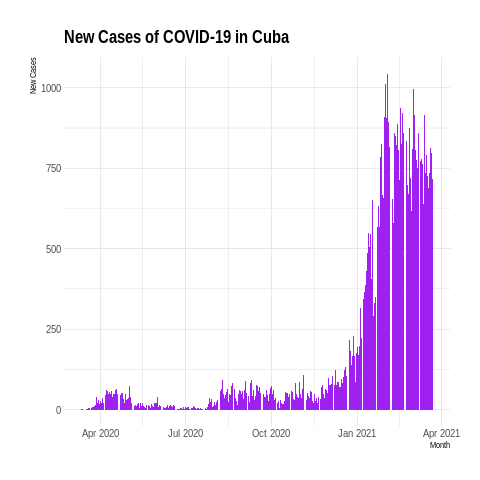 New Cases of COVID-19 in Cuba
New Cases
1000
750
500
250
0
Apr 2020
Jul 2020
Oct 2020
Jan 2021
Apr 2021
Month